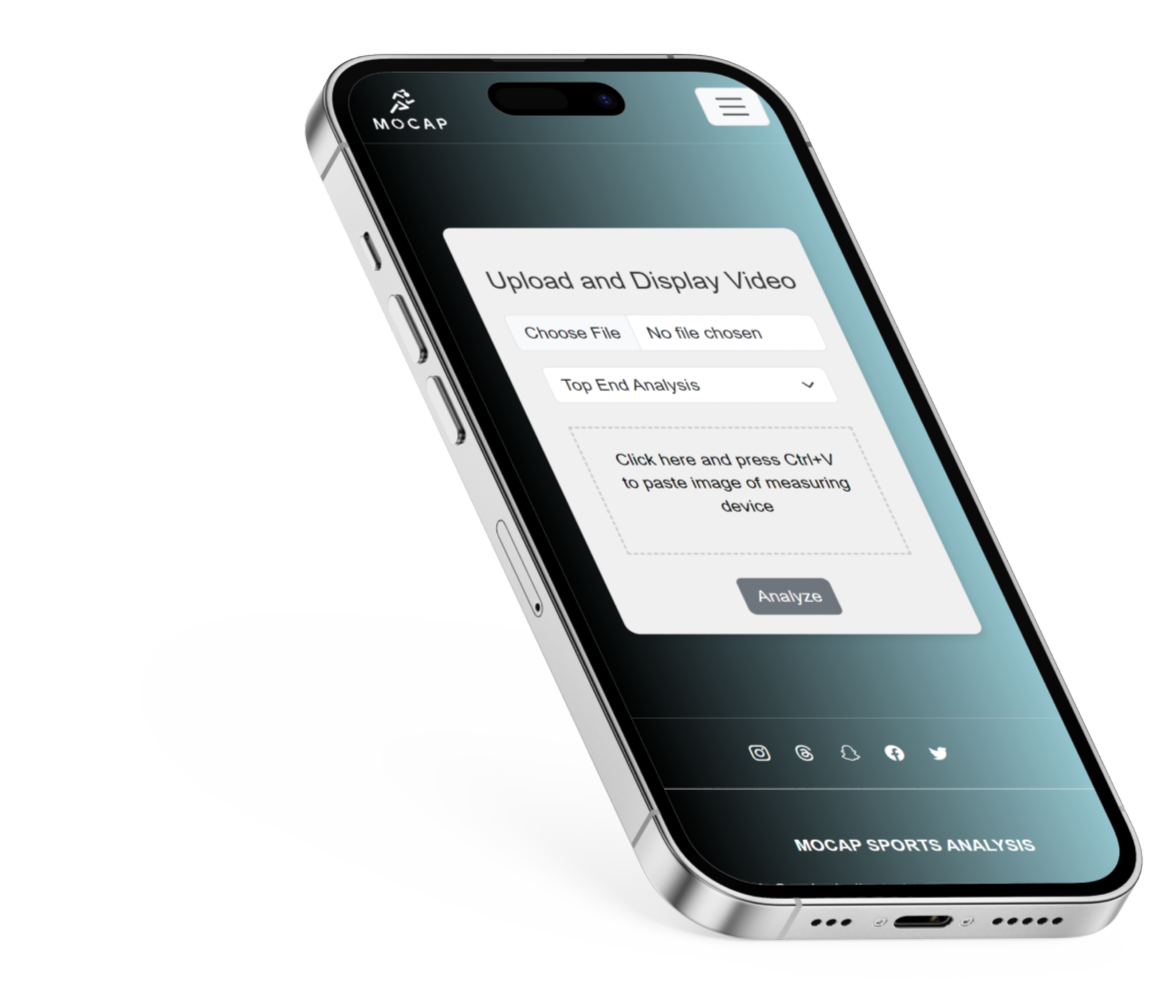 MOCAP
Upload and Display Video
Choose File No file chosen
Top End Analysis
Click here and press Ctrl+V
to paste image of measuring
device
Analyze
MOCAP SPORTS ANALYSIS